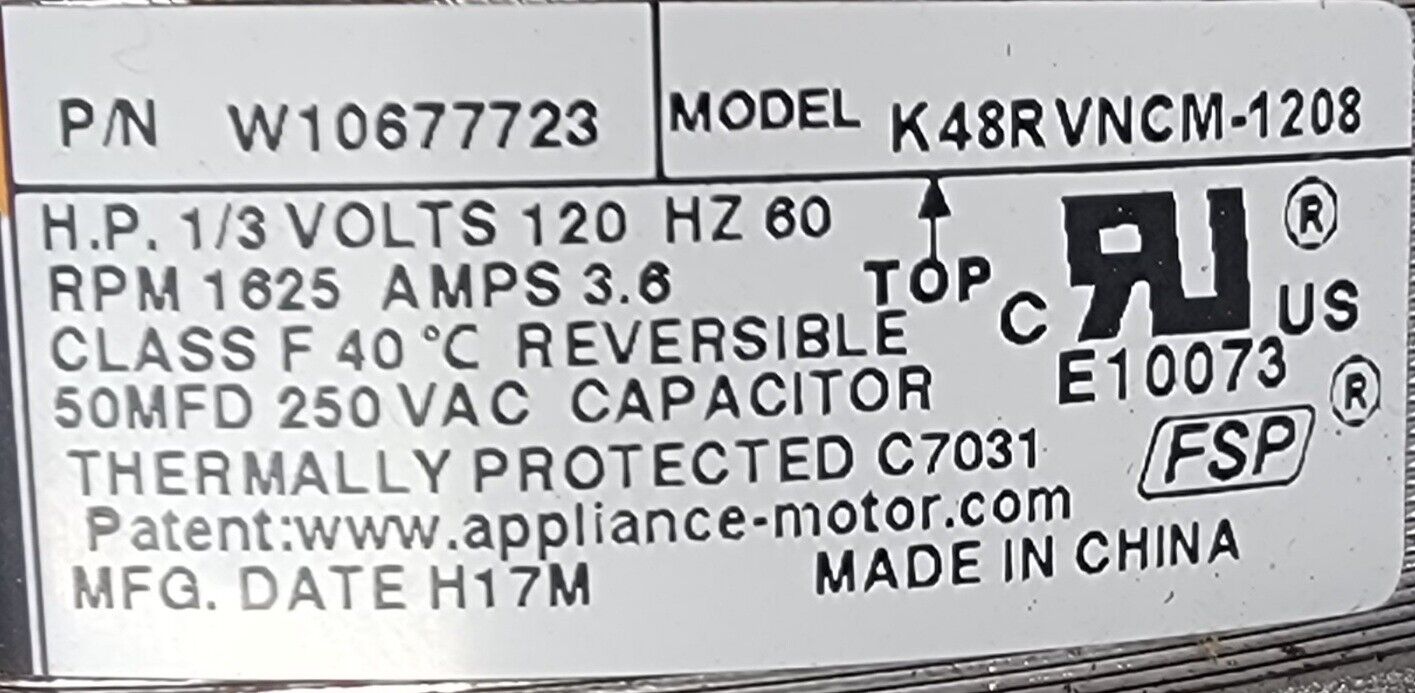 P/N W10677723 MODEL K48RVNCM-1208
H.P. 1/3 VOLTS 120 HZ 60
RPM 1625 AMPS 3.6
TOP
CLASS F 40 °C REVERSIBLE
50MFD 250 VAC CAPACITOR
THERMALLY PROTECTED C7031
Patent:www.appliance-motor.com
MFG. DATE H17M
MADE IN CHINA
C RU US ®
E10073
FSP ®